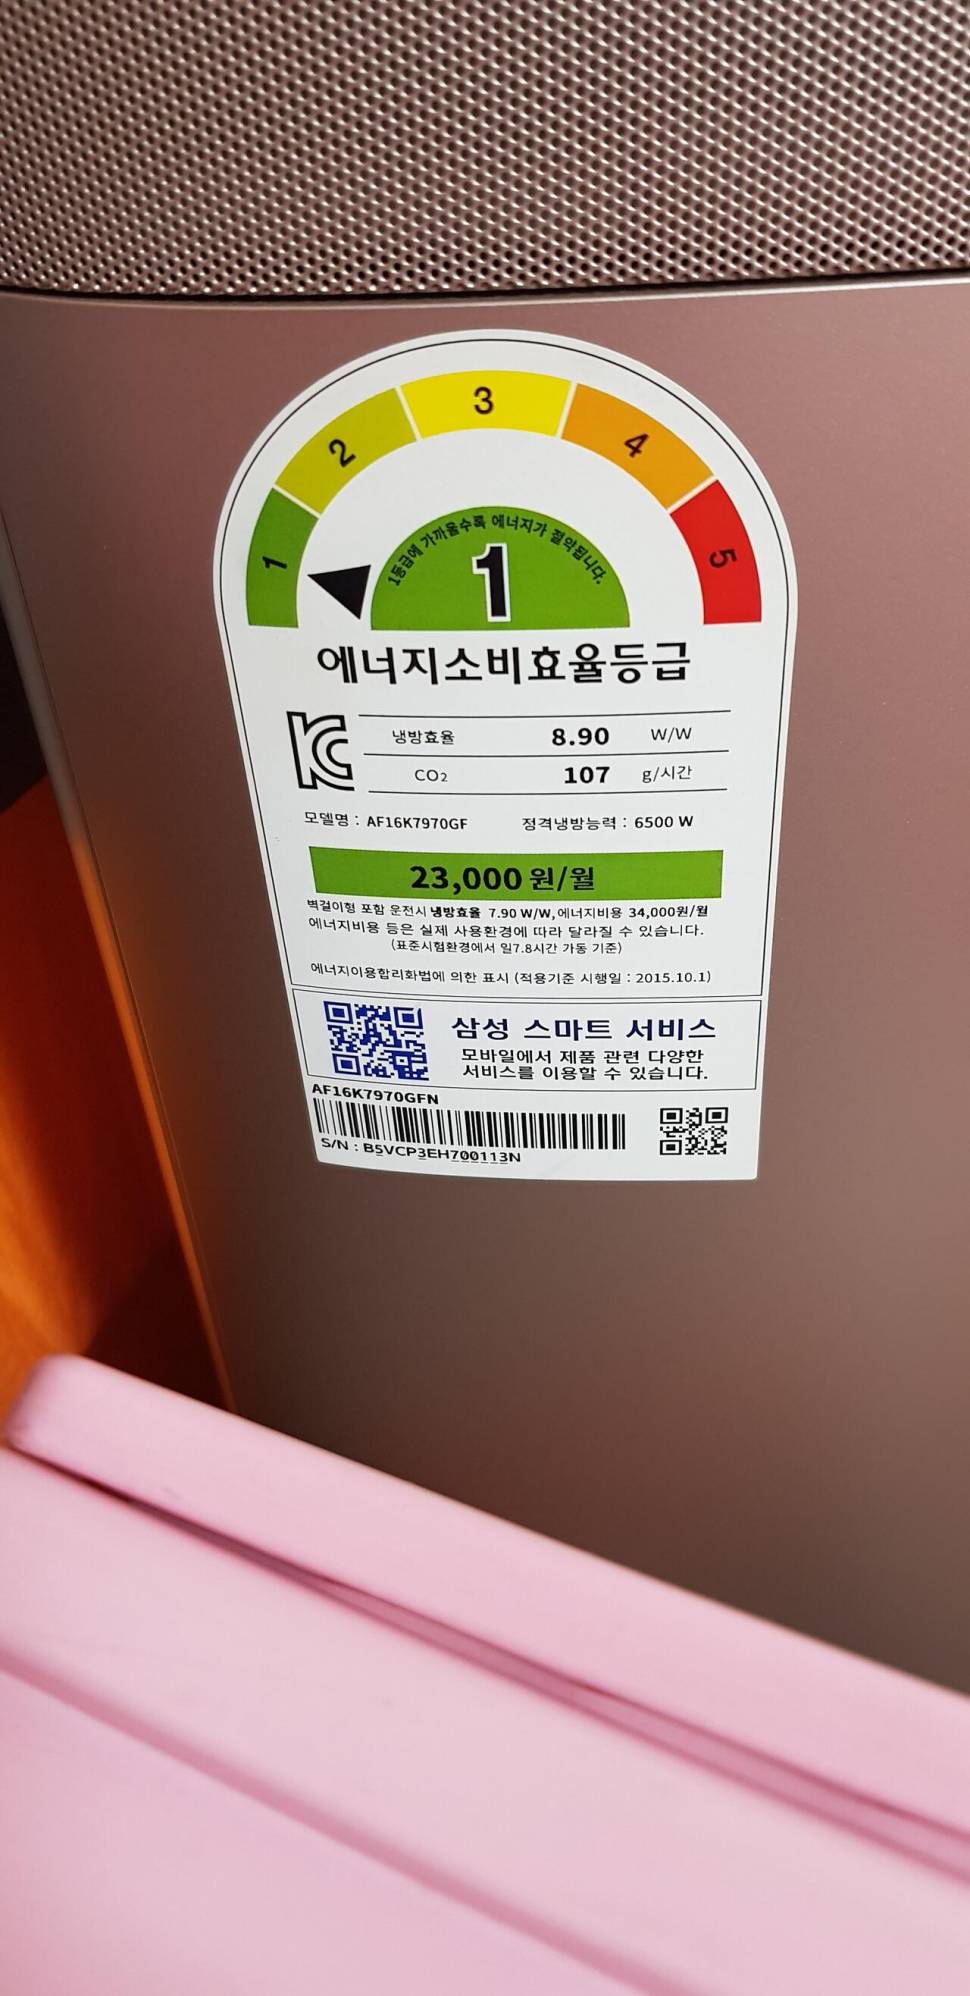 1 2 3 4 5
1등급에 가까울수록 에너지가 절약됩니다.
1
에너지소비효율등급
냉방효율 8.90 W/W
CO2 107 g/시간
모델명 : AF16K7970GF 정격냉방능력 : 6500 W
23,000 원/월
벽걸이형 포함 운전시 냉방효율 7.90 W/W, 에너지비용 34,000원/월
에너지비용 등은 실제 사용환경에 따라 달라질 수 있습니다.
(표준시험환경에서 일7.8시간 가동 기준)
에너지이용합리화법에 의한 표시 (적용기준 시행일 : 2015.10.1)
삼성 스마트 서비스
모바일에서 제품 관련 다양한
서비스를 이용할 수 있습니다.
AF16K7970GFN
S/N : B5VCP3EH700113N